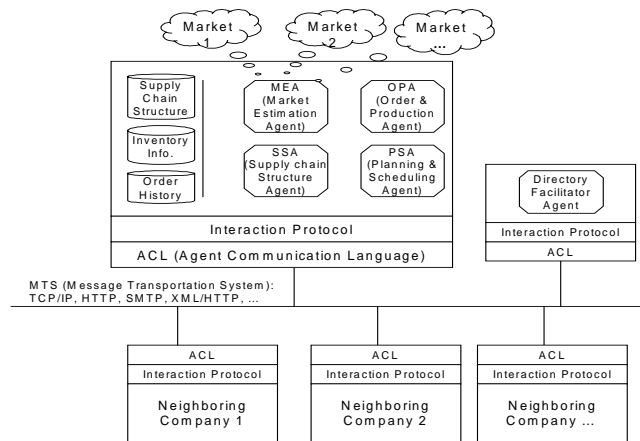 Market
1
Market
2
Market
...
Supply
Chain
Structure
Inventory
Info.
Order
History
MEA
(Market
Estimation
Agent)
OPA
(Order &
Production
Agent)
SSA
(Supply chain
Structure
Agent)
PSA
(Planning &
Scheduling
Agent)
Interaction Protocol
ACL (Agent Communication Language)
Directory
Facilitator
Agent
Interaction Protocol
ACL
MTS (Message Transportation System):
TCP/IP, HTTP, SMTP, XML/HTTP, ...
ACL
Interaction Protocol
Neighboring
Company 1
ACL
Interaction Protocol
Neighboring
Company 2
ACL
Interaction Protocol
Neighboring
Company ...